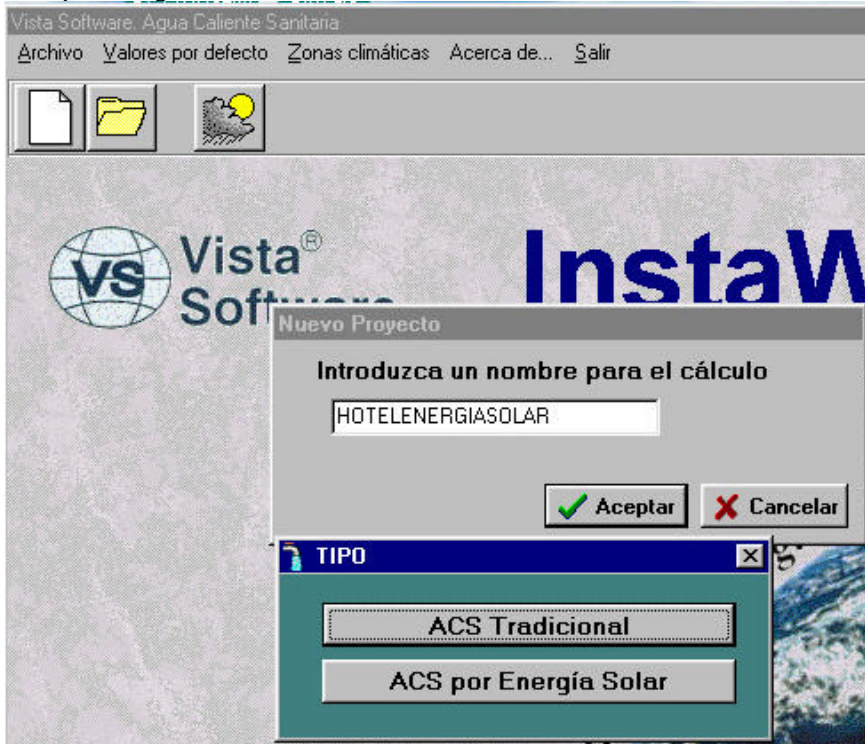 Vista Software. Agua Caliente Sanitaria
Archivo Valores por defecto Zonas climáticas Acerca de... Salir
VS
Vista®
Software
InstaW
Nuevo Proyecto
Introduzca un nombre para el cálculo
HOTELENERGIASOLAR
Aceptar Cancelar
TIPO
ACS Tradicional
ACS por Energía Solar